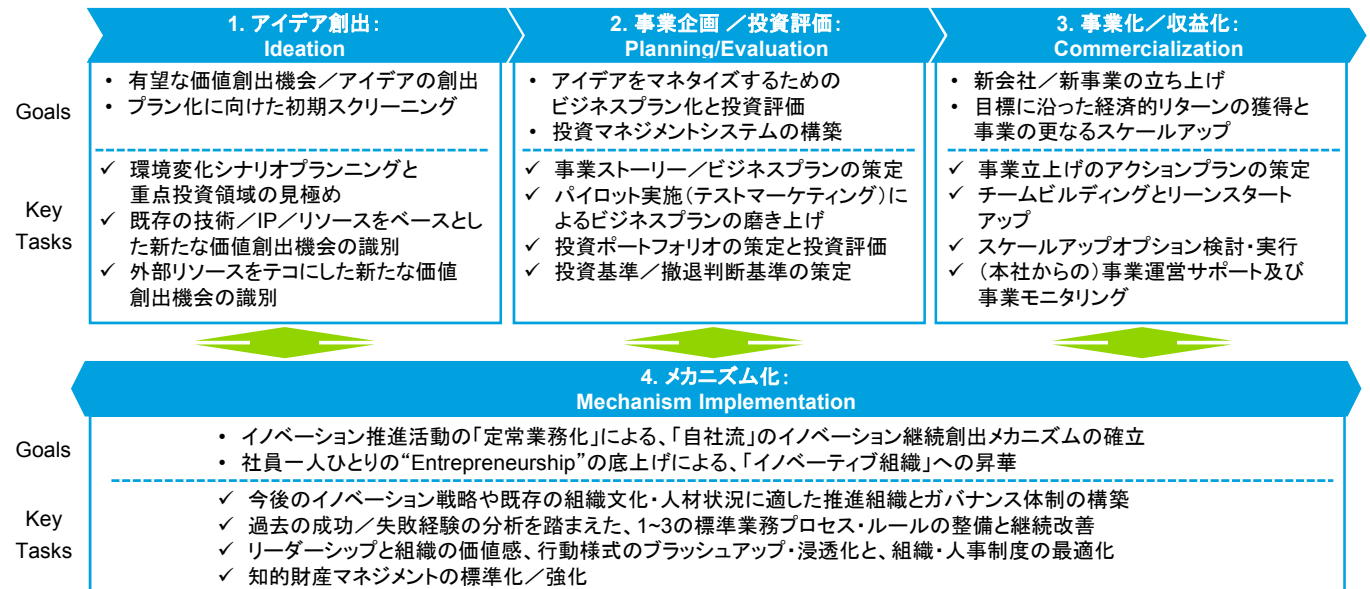 1. アイデア創出：
Ideation
2. 事業企画 ／投資評価：
Planning/Evaluation
3. 事業化／収益化：
Commercialization
Goals
• 有望な価値創出機会／アイデアの創出
• プラン化に向けた初期スクリーニング
• アイデアをマネタイズするための
ビジネスプラン化と投資評価
• 投資マネジメントシステムの構築
• 新会社／新事業の立ち上げ
• 目標に沿った経済的リターンの獲得と
事業の更なるスケールアップ
Key
Tasks
✓ 環境変化シナリオプランニングと
重点投資領域の見極め
✓ 既存の技術／IP／リソースをベースとし
た新たな価値創出機会の識別
✓ 外部リソースをテコにした新たな価値
創出機会の識別
✓ 事業ストーリー／ビジネスプランの策定
✓ パイロット実施（テストマーケティング）に
よるビジネスプランの磨き上げ
✓ 投資ポートフォリオの策定と投資評価
✓ 投資基準／撤退判断基準の策定
✓ 事業立上げのアクションプランの策定
✓ チームビルディングとリーンスタート
アップ
✓ スケールアップオプション検討・実行
✓ （本社からの）事業運営サポート及び
事業モニタリング
4. メカニズム化：
Mechanism Implementation
Goals
• イノベーション推進活動の「定常業務化」による、「自社流」のイノベーション継続創出メカニズムの確立
• 社員一人ひとりの“Entrepreneurship”の底上げによる、「イノベーティブ組織」への昇華
Key
Tasks
✓ 今後のイノベーション戦略や既存の組織文化・人材状況に適した推進組織とガバナンス体制の構築
✓ 過去の成功／失敗経験の分析を踏まえた、1~3の標準業務プロセス・ルールの整備と継続改善
✓ リーダーシップと組織の価値感、行動様式のブラッシュアップ・浸透化と、組織・人事制度の最適化
✓ 知的財産マネジメントの標準化／強化